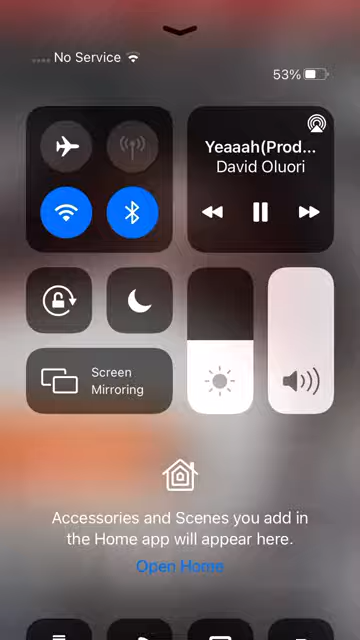 No Service
53%
Yeaaah(Prod...
David Oluori
Screen
Mirroring
Accessories and Scenes you add in
the Home app will appear here.
Open Home